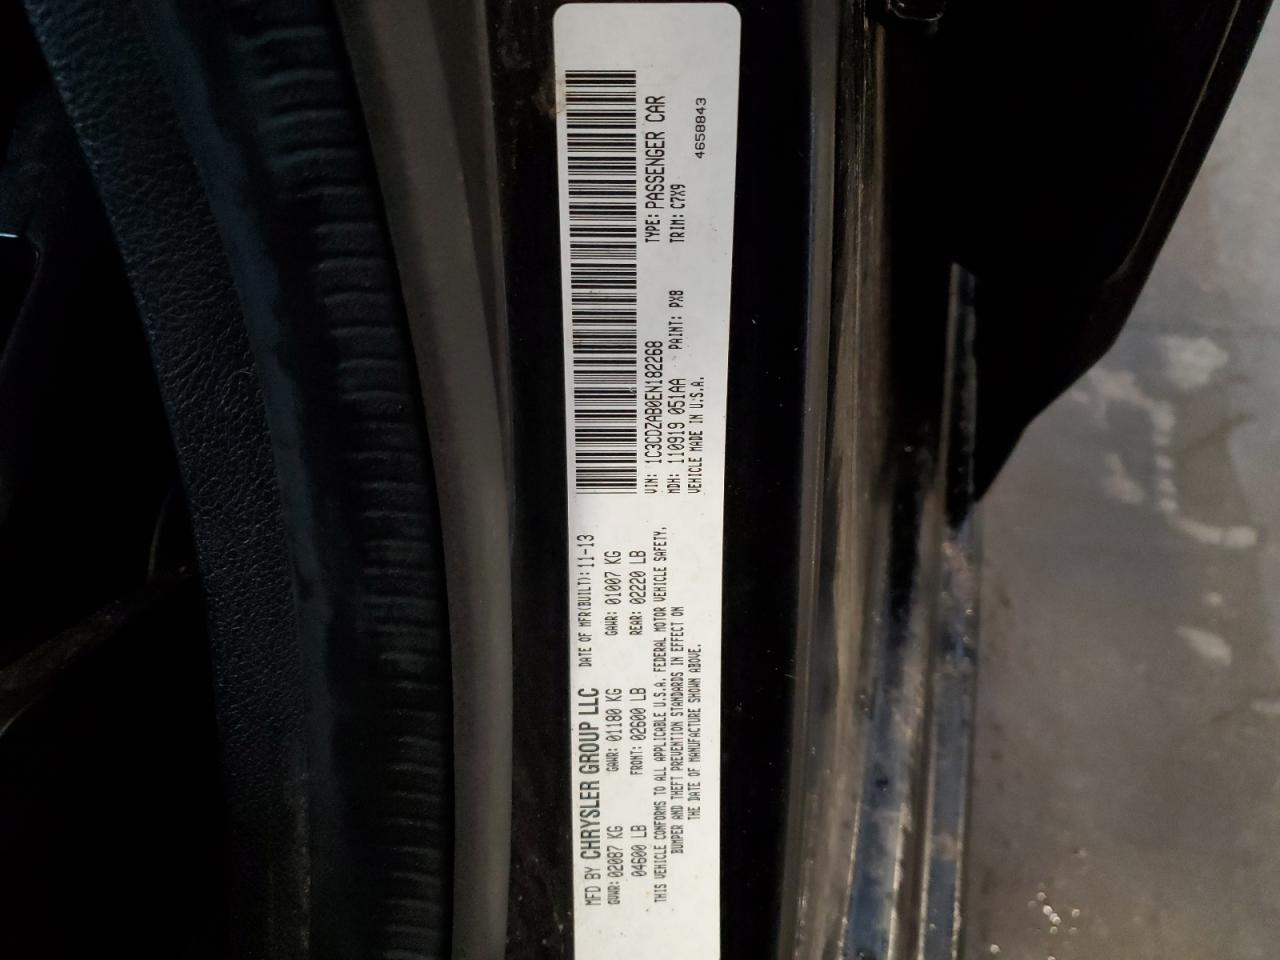 MFD BY CHRYSLER GROUP LLC DATE OF MFR(BUILT): 11-13
GVWR: 02087 KG GAWR: 01180 KG GAWR: 01007 KG
04600 LB FRONT: 02600 LB REAR: 02220 LB
THIS VEHICLE CONFORMS TO ALL APPLICABLE U.S.A. FEDERAL MOTOR VEHICLE SAFETY,
BUMPER AND THEFT PREVENTION STANDARDS IN EFFECT ON
THE DATE OF MANUFACTURE SHOWN ABOVE.
VIN: 1C3CDZAB0EN182268 TYPE: PASSENGER CAR
MDH: 110919 051AA PAINT: PX8 TRIM: C7X9
VEHICLE MADE IN U.S.A. 4658843